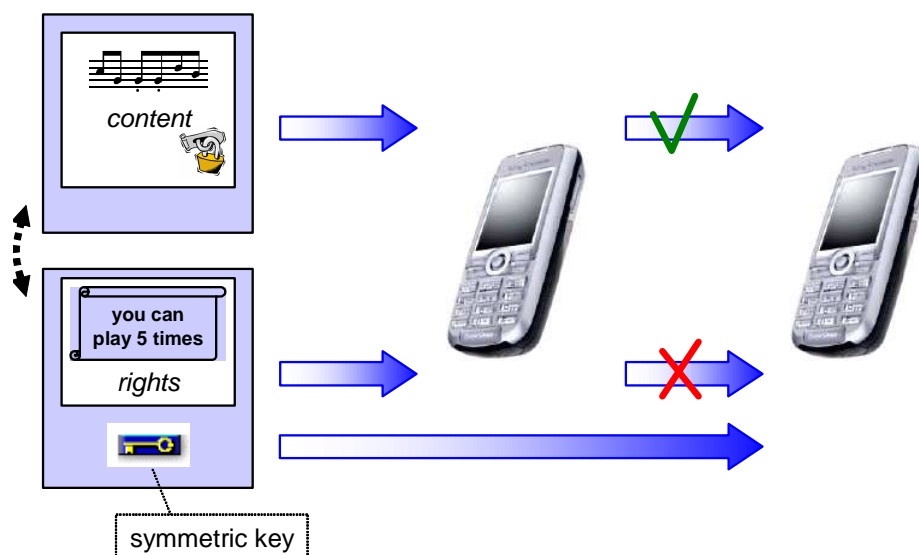 content
you can
play 5 times
rights
symmetric key